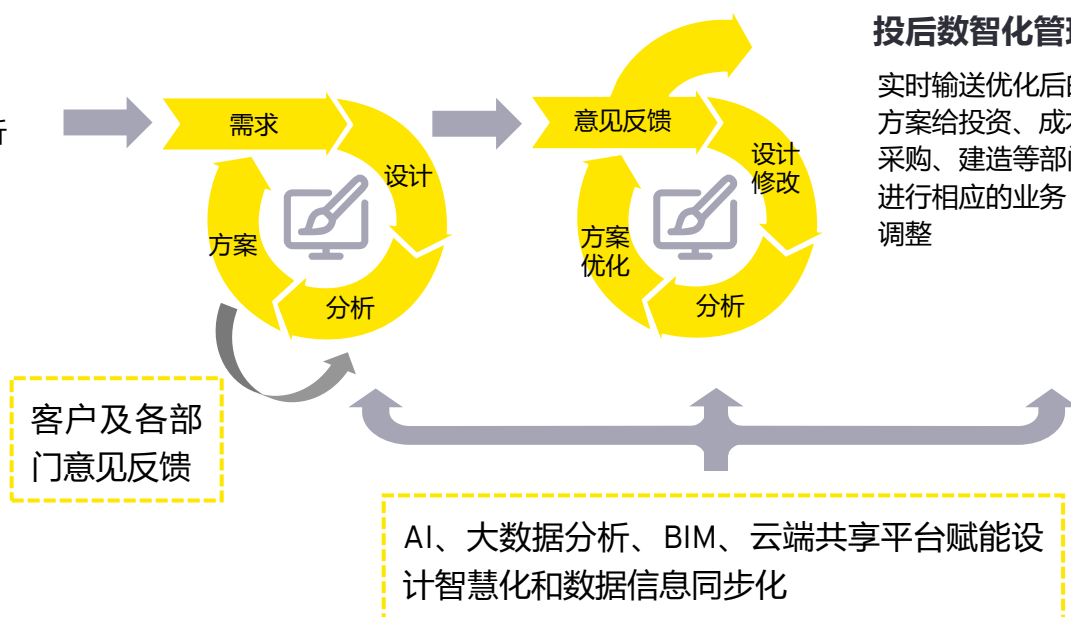 析
需求
设计
分析
方案
意见反馈
设计
修改
分析
方案
优化
投后数智化管
实时输送优化后
方案给投资、成
采购、建造等部
进行相应的业务
调整
客户及各部
门意见反馈
AI、大数据分析、BIM、云端共享平台赋能设
计智慧化和数据信息同步化